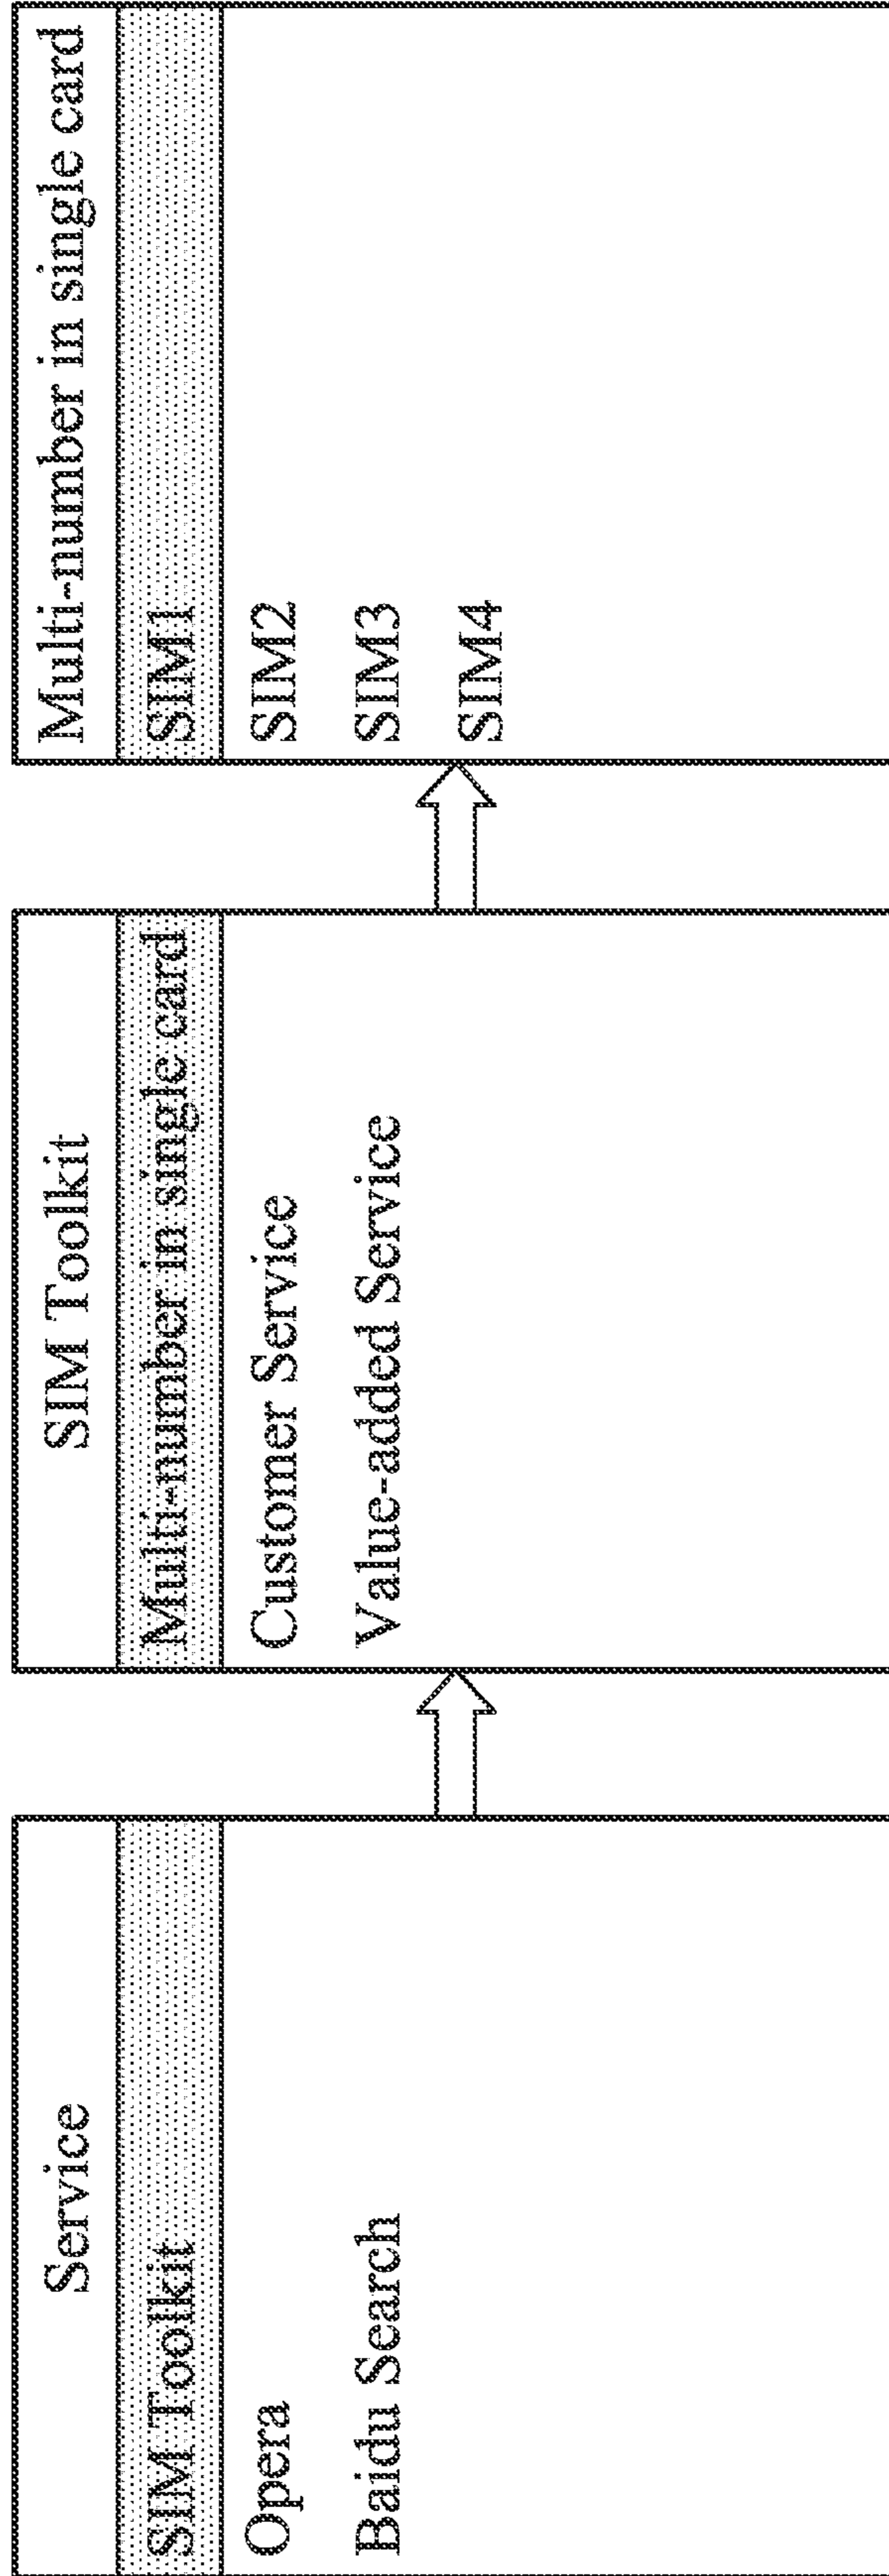 Service
SIM Toolkit
Opera
Baidu Search
SIM Toolkit
Multi-number in single card
Customer Service
Value-added Service
Multi-number in single card
SIM1
SIM2
SIM3
SIM4